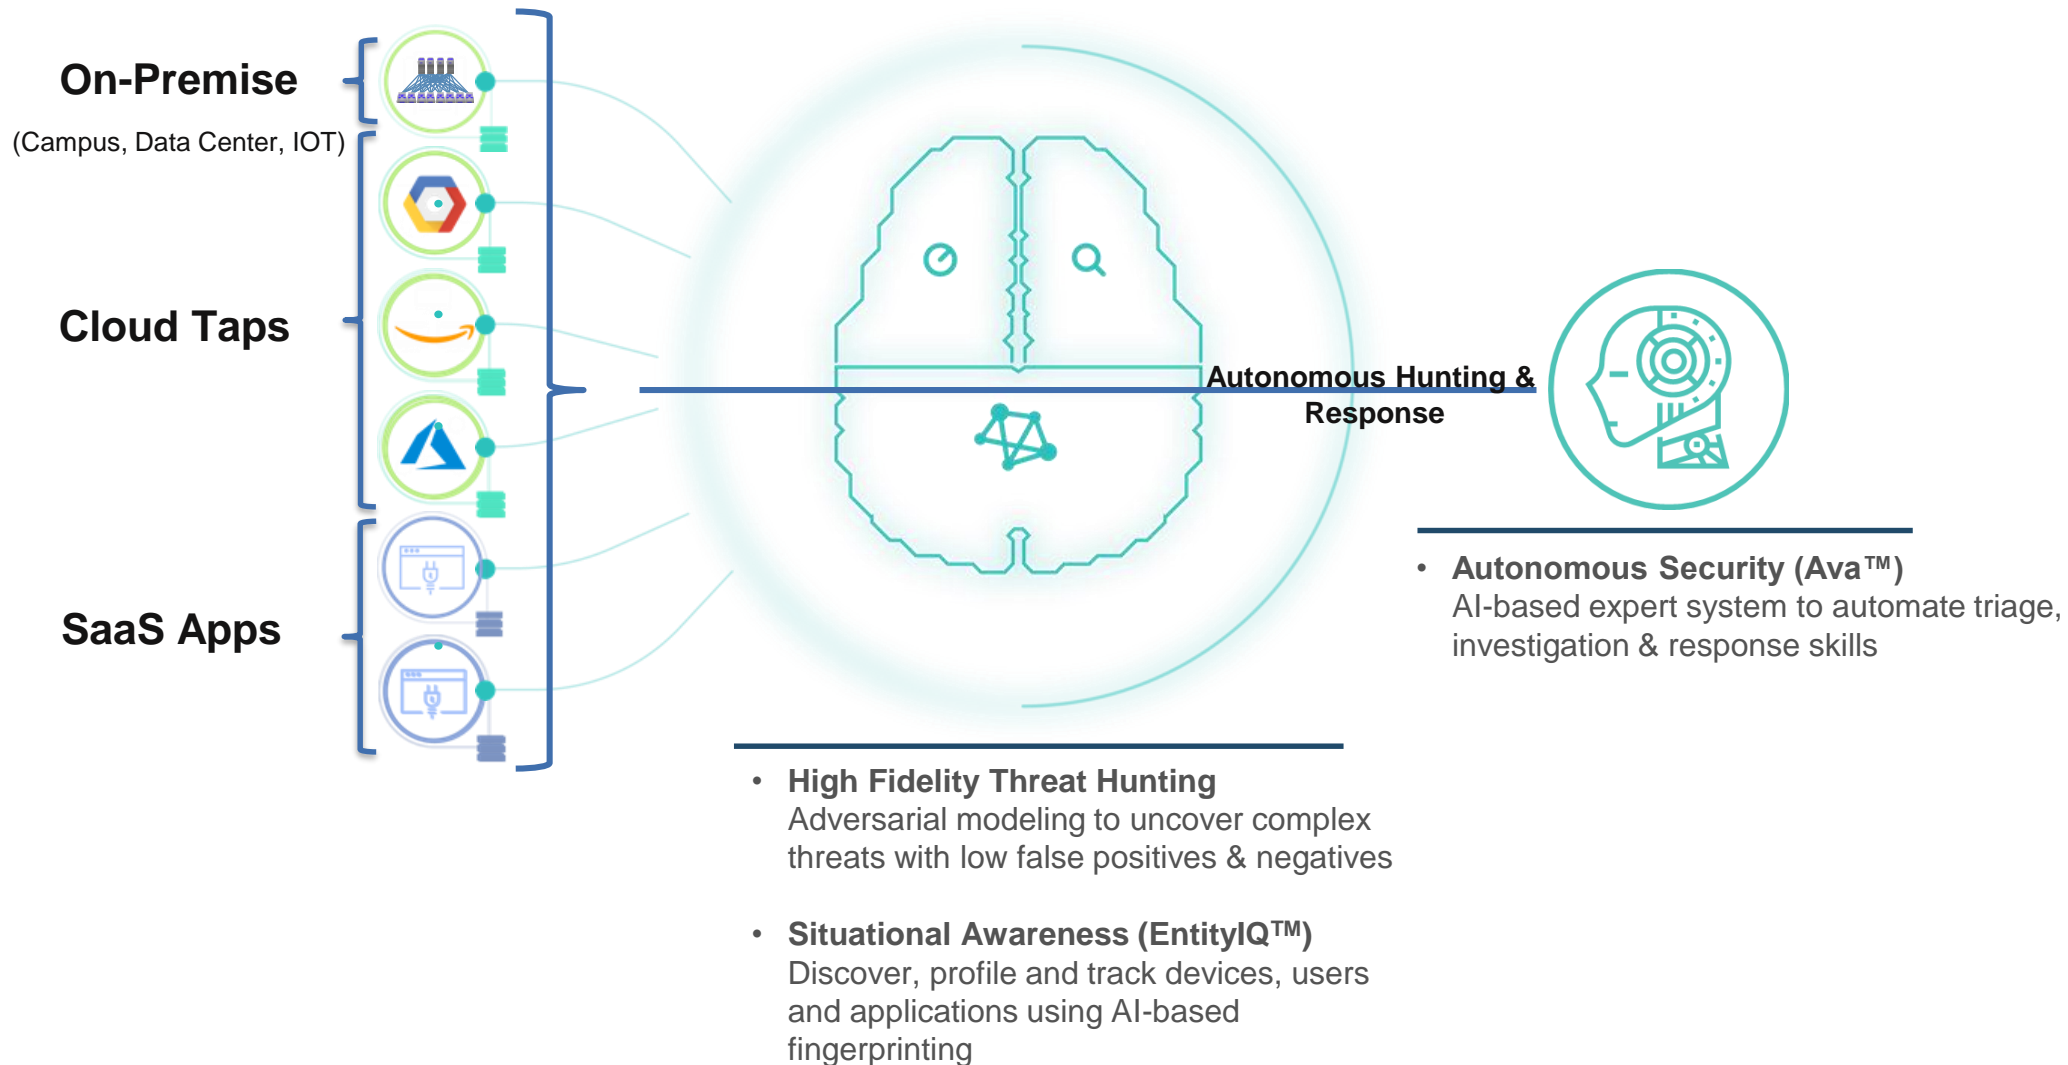 On-Premise
(Campus, Data Center, IOT)
Cloud Taps
SaaS Apps
Autonomous Hunting &
Response
• Autonomous Security (Ava™)
AI-based expert system to automate triage,
investigation & response skills
• High Fidelity Threat Hunting
Adversarial modeling to uncover complex
threats with low false positives & negatives
• Situational Awareness (EntityIQ™)
Discover, profile and track devices, users
and applications using AI-based
fingerprinting